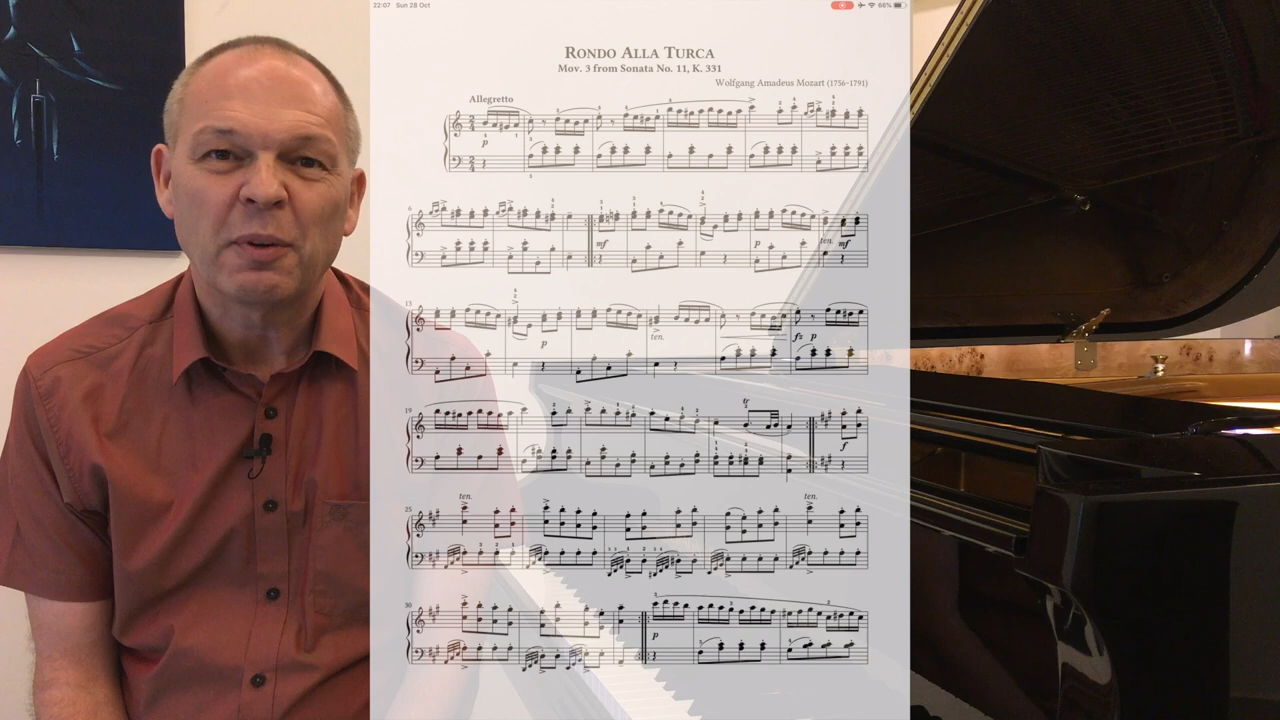 22:07 Sun 28 Oct 66%
RONDO ALLA TURCA
Mov. 3 from Sonata No. 11, K. 331
Wolfgang Amadeus Mozart (1756–1791)
Allegretto
p
6
mf
p
ten.
mf
13
p
ten.
fz
p
19
tr
f
25
ten.
ten.
30
p